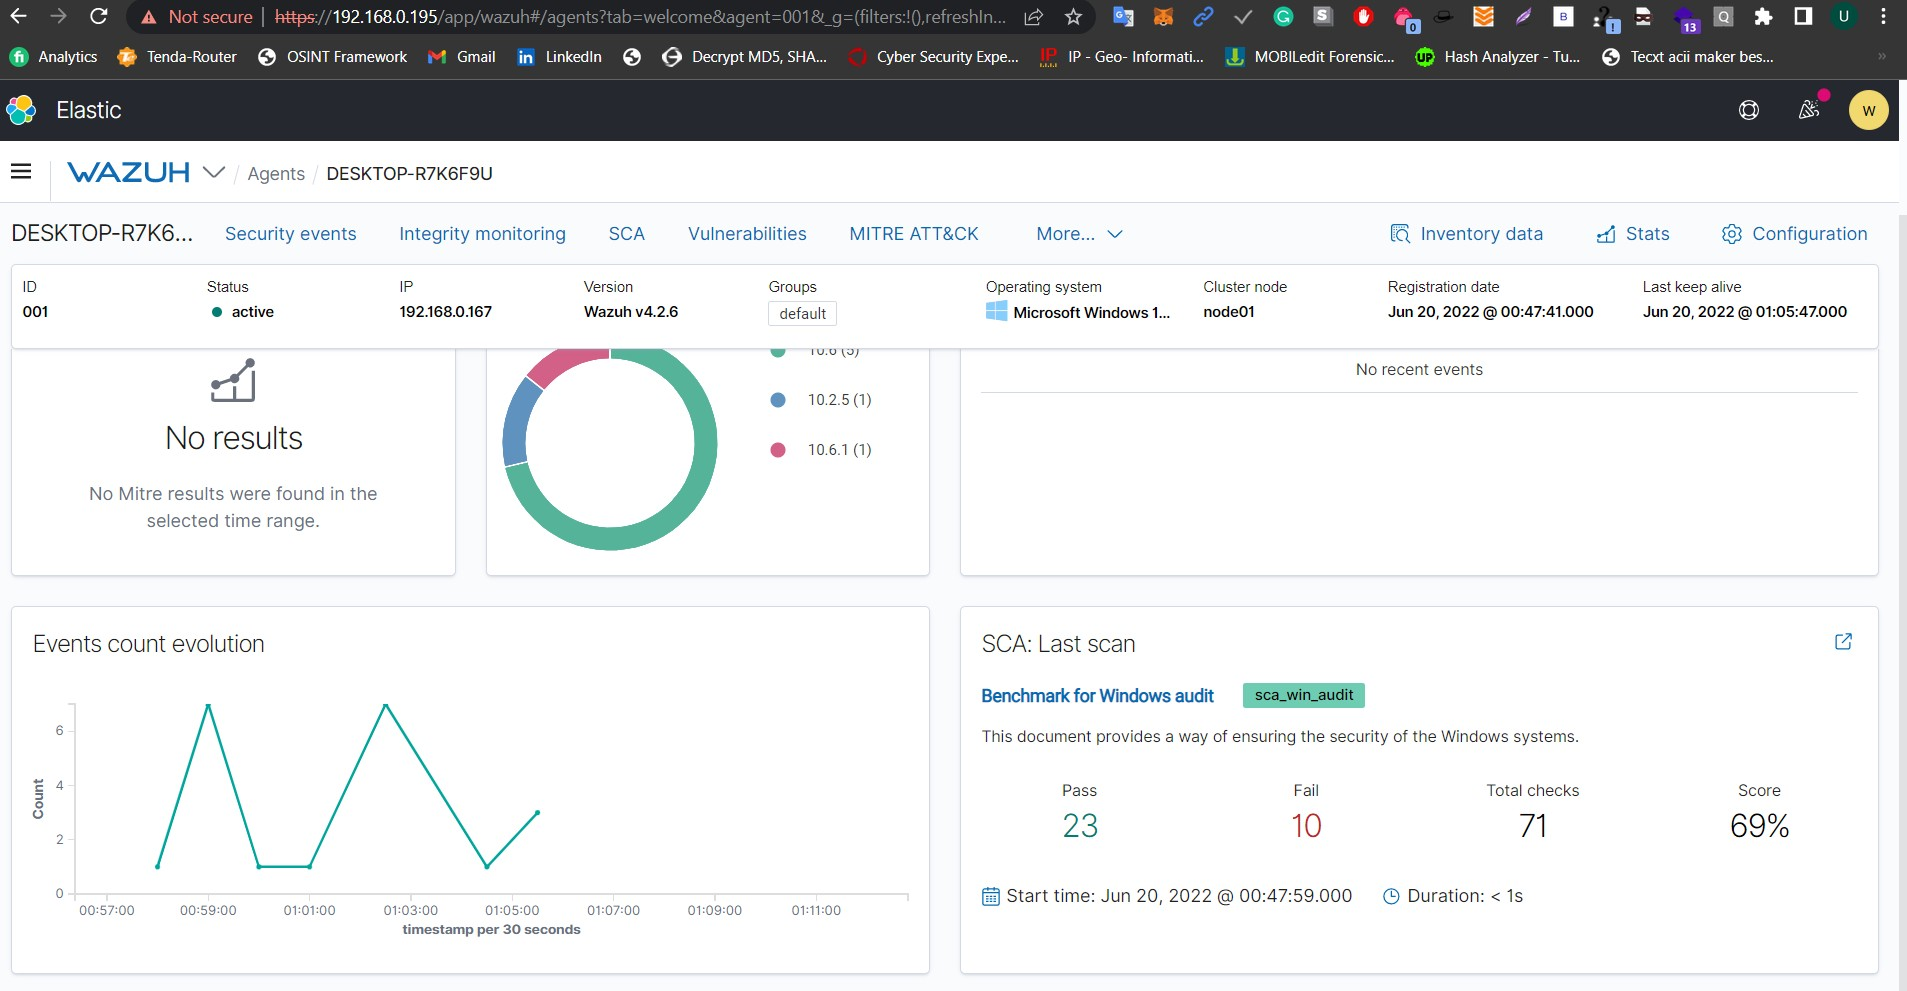 Not secure | https://192.168.0.195/app/wazuh#/agents?tab=welcome&agent=001&_g=(filters:!(),refreshIn...
0
!
13
U
Analytics Tenda-Router OSINT Framework Gmail LinkedIn Decrypt MD5, SHA... Cyber Security Expe... IP - Geo- Informati... MOBILedit Forensic... Hash Analyzer - Tu... Tecxt acii maker bes... »
Elastic
W
WAZUH / Agents / DESKTOP-R7K6F9U
DESKTOP-R7K6... Security events Integrity monitoring SCA Vulnerabilities MITRE ATT&CK More... Inventory data Stats Configuration
ID Status IP Version Groups Operating system Cluster node Registration date Last keep alive
001 active 192.168.0.167 Wazuh v4.2.6 default Microsoft Windows 1... node01 Jun 20, 2022 @ 00:47:41.000 Jun 20, 2022 @ 01:05:47.000
No results
No Mitre results were found in the
selected time range.
10.6 (5)
10.2.5 (1)
10.6.1 (1)
No recent events
Events count evolution
Count
6
4
2
0
00:57:00 00:59:00 01:01:00 01:03:00 01:05:00 01:07:00 01:09:00 01:11:00
timestamp per 30 seconds
SCA: Last scan
Benchmark for Windows audit sca_win_audit
This document provides a way of ensuring the security of the Windows systems.
Pass Fail Total checks Score
23 10 71 69%
Start time: Jun 20, 2022 @ 00:47:59.000 Duration: < 1s